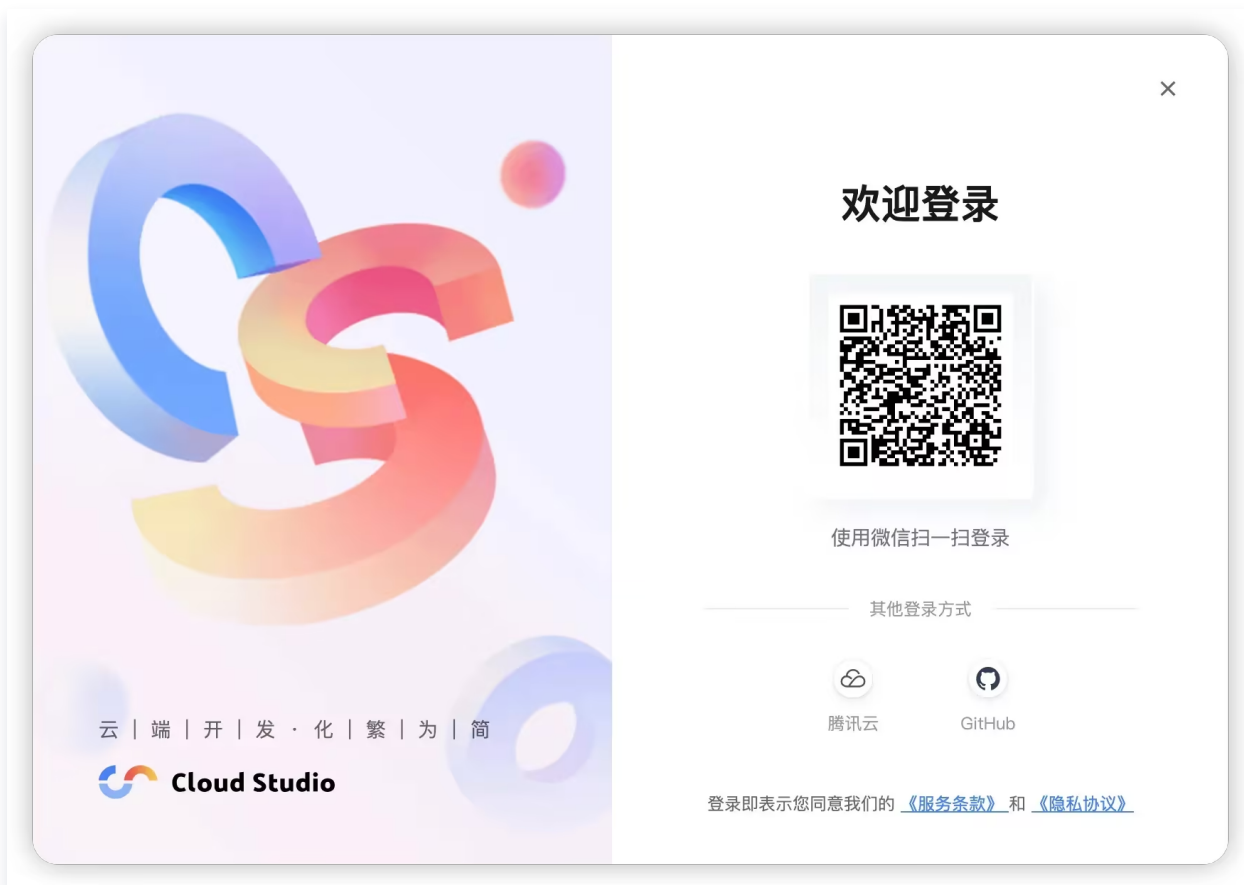 云 | 端 | 开 | 发 · 化 | 繁 | 为 | 简
Cloud Studio
欢迎登录
使用微信扫一扫登录
其他登录方式
腾讯云
GitHub
登录即表示您同意我们的 《服务条款》 和 《隐私协议》